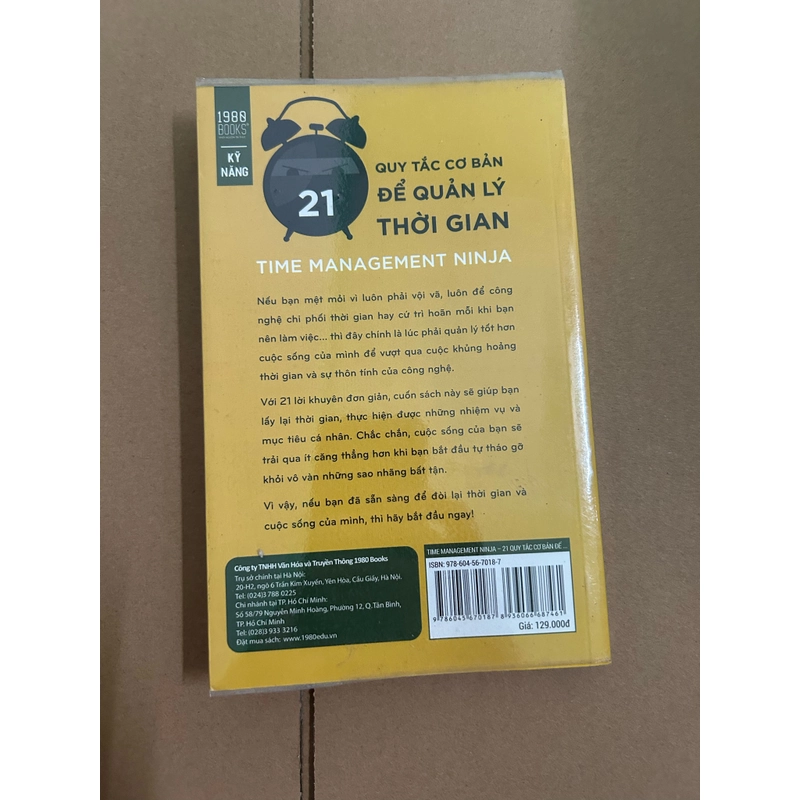 1980
BOOKS
KỸ
NĂNG
21
QUY TẮC CƠ BẢN
ĐỂ QUẢN LÝ
THỜI GIAN
TIME MANAGEMENT NINJA
Nếu bạn mệt mỏi vì luôn phải vội vã, luôn để công
nghệ chi phối thời gian hay cứ trì hoãn mỗi khi bạn
nên làm việc... thì đây chính là lúc phải quản lý tốt hơn
cuộc sống của mình để vượt qua cuộc khủng hoảng
thời gian và sự thôn tính của công nghệ.
Với 21 lời khuyên đơn giản, cuốn sách này sẽ giúp bạn
lấy lại thời gian, thực hiện được những nhiệm vụ và
mục tiêu cá nhân. Chắc chắn, cuộc sống của bạn sẽ
trải qua ít căng thẳng hơn khi bạn bắt đầu tự tháo gỡ
khỏi vô vàn những sao nhãng bất tận.
Vì vậy, nếu bạn đã sẵn sàng để đòi lại thời gian và
cuộc sống của mình, thì hãy bắt đầu ngay!
Công ty TNHH Văn Hóa và Truyền Thông 1980 Books
Trụ sở chính tại Hà Nội:
20-H2, ngõ 6 Trần Kim Xuyến, Yên Hòa, Cầu Giấy, Hà Nội.
Tel: (024)3 788 0225
Chi nhánh tại TP. Hồ Chí Minh:
Số 58/79 Nguyễn Minh Hoàng, Phường 12, Q.Tân Bình,
TP. Hồ Chí Minh
Tel: (028)3 933 3216
Đặt mua sách: www.1980edu.vn
TIME MANAGEMENT NINJA – 21 QUY TẮC CƠ BẢN ĐỂ ...
ISBN: 978-604-56-7018-7
9 786045 670187 8 936066 687461
Giá: 129.000đ